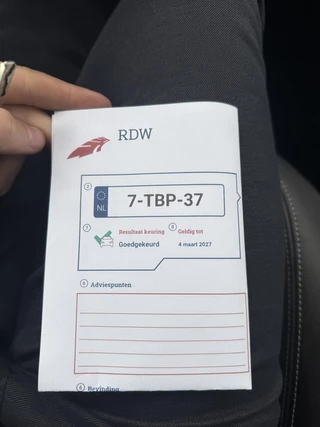 RDW
2
NL
7-TBP-37
7
Resultaat keuring
8
Geldig tot
Goedgekeurd
4 maart 2027
6 Adviespunten
6 Bevinding